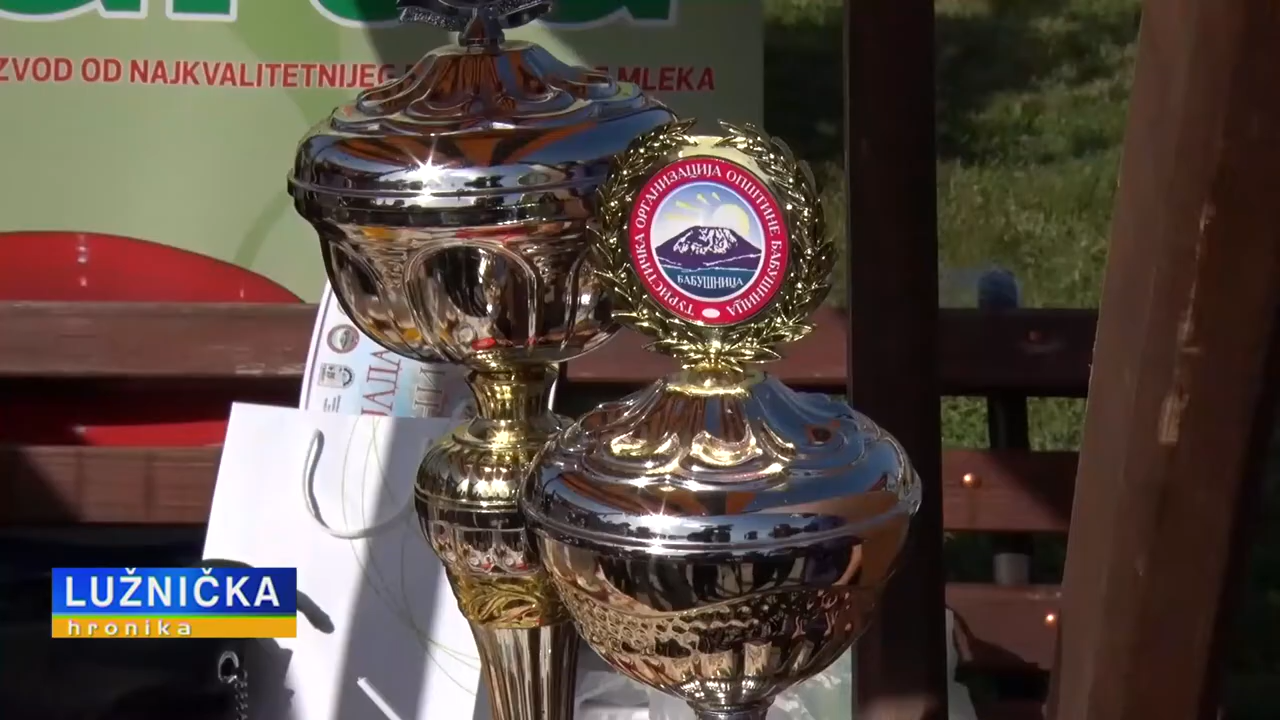 ZVOD OD NAJKVALITETNIJEG MLEKA
ТУРИСТИЧКА ОРГАНИЗАЦИЈА ОПШТИНЕ БАБУШНИЦА
БАБУШНИЦА
LUŽNIČKA
hronika